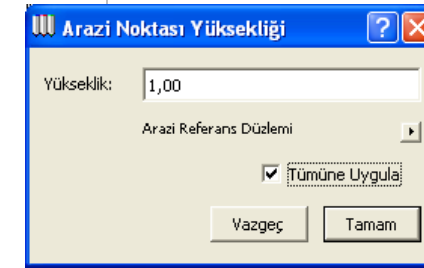 Arazi Noktası Yüksekliği
Yükseklik: 1,00
Arazi Referans Düzlemi
Tümüne Uygula
Vazgeç Tamam